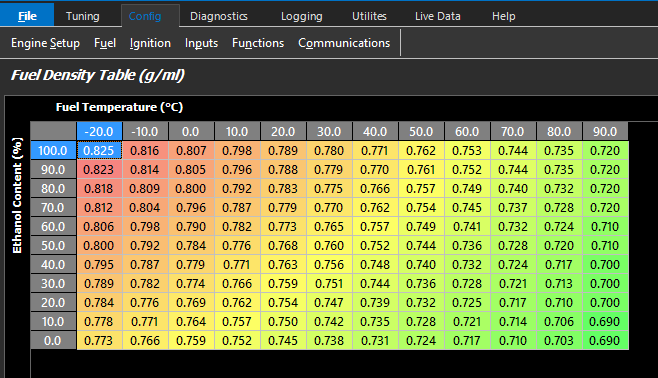 File Tuning Config Diagnostics Logging Utilites Live Data Help
Engine Setup Fuel Ignition Inputs Functions Communications
Fuel Density Table (g/ml)
Fuel Temperature (°C)
Ethanol Content (%)
-20.0 -10.0 0.0 10.0 20.0 30.0 40.0 50.0 60.0 70.0 80.0 90.0
100.0 0.825 0.816 0.807 0.798 0.789 0.780 0.771 0.762 0.753 0.744 0.735 0.720
90.0 0.823 0.814 0.805 0.796 0.788 0.779 0.770 0.761 0.752 0.744 0.735 0.720
80.0 0.818 0.809 0.800 0.792 0.783 0.775 0.766 0.757 0.749 0.740 0.732 0.720
70.0 0.812 0.804 0.796 0.787 0.779 0.770 0.762 0.754 0.745 0.737 0.728 0.720
60.0 0.806 0.798 0.790 0.782 0.773 0.765 0.757 0.749 0.741 0.732 0.724 0.710
50.0 0.800 0.792 0.784 0.776 0.768 0.760 0.752 0.744 0.736 0.728 0.720 0.710
40.0 0.795 0.787 0.779 0.771 0.763 0.756 0.748 0.740 0.732 0.724 0.717 0.700
30.0 0.789 0.782 0.774 0.766 0.759 0.751 0.744 0.736 0.728 0.721 0.713 0.700
20.0 0.784 0.776 0.769 0.762 0.754 0.747 0.739 0.732 0.725 0.717 0.710 0.700
10.0 0.778 0.771 0.764 0.757 0.750 0.742 0.735 0.728 0.721 0.714 0.706 0.690
0.0 0.773 0.766 0.759 0.752 0.745 0.738 0.731 0.724 0.717 0.710 0.703 0.690